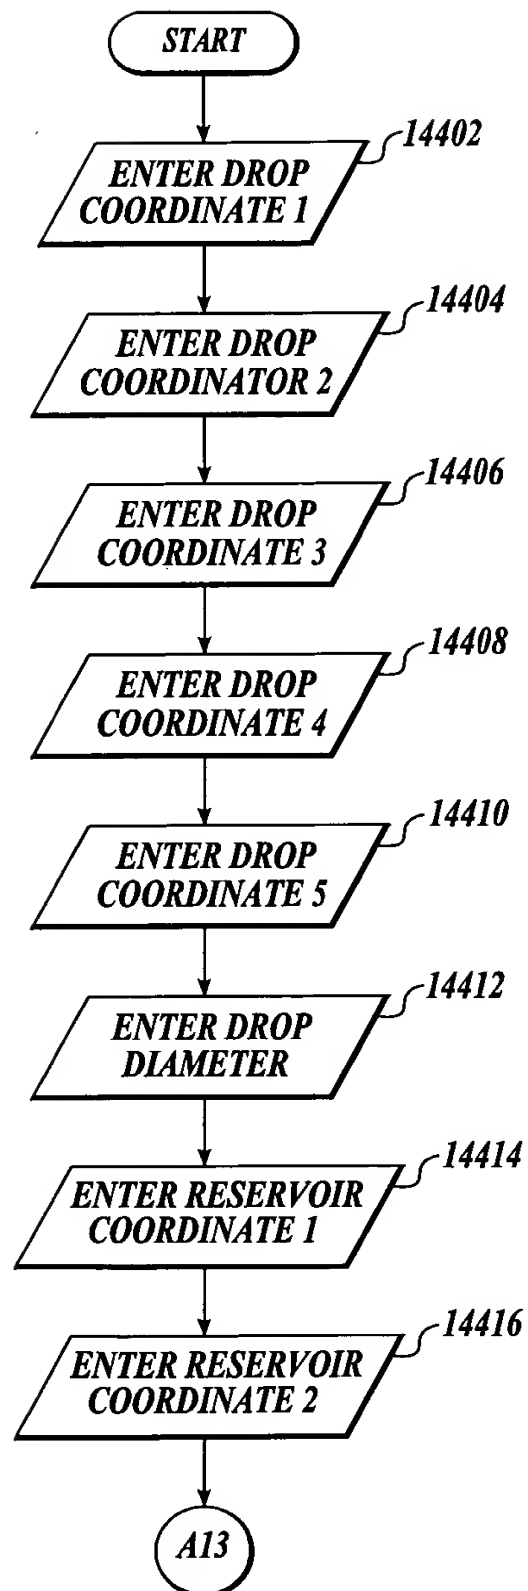 START
14402
ENTER DROP
COORDINATE 1
14404
ENTER DROP
COORDINATOR 2
14406
ENTER DROP
COORDINATE 3
14408
ENTER DROP
COORDINATE 4
14410
ENTER DROP
COORDINATE 5
14412
ENTER DROP
DIAMETER
14414
ENTER RESERVOIR
COORDINATE 1
14416
ENTER RESERVOIR
COORDINATE 2
A13